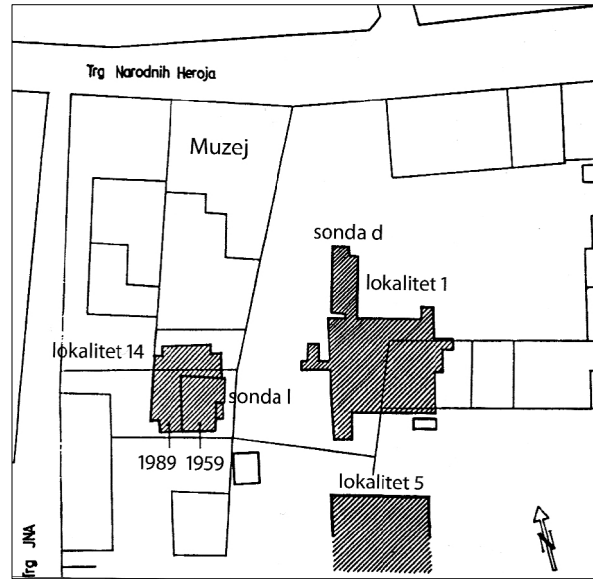 Trg Narodnih Heroja
Muzej
sonda d
lokalitet 1
lokalitet 14
sonda l
1989 1959
lokalitet 5
Trg JNA
N